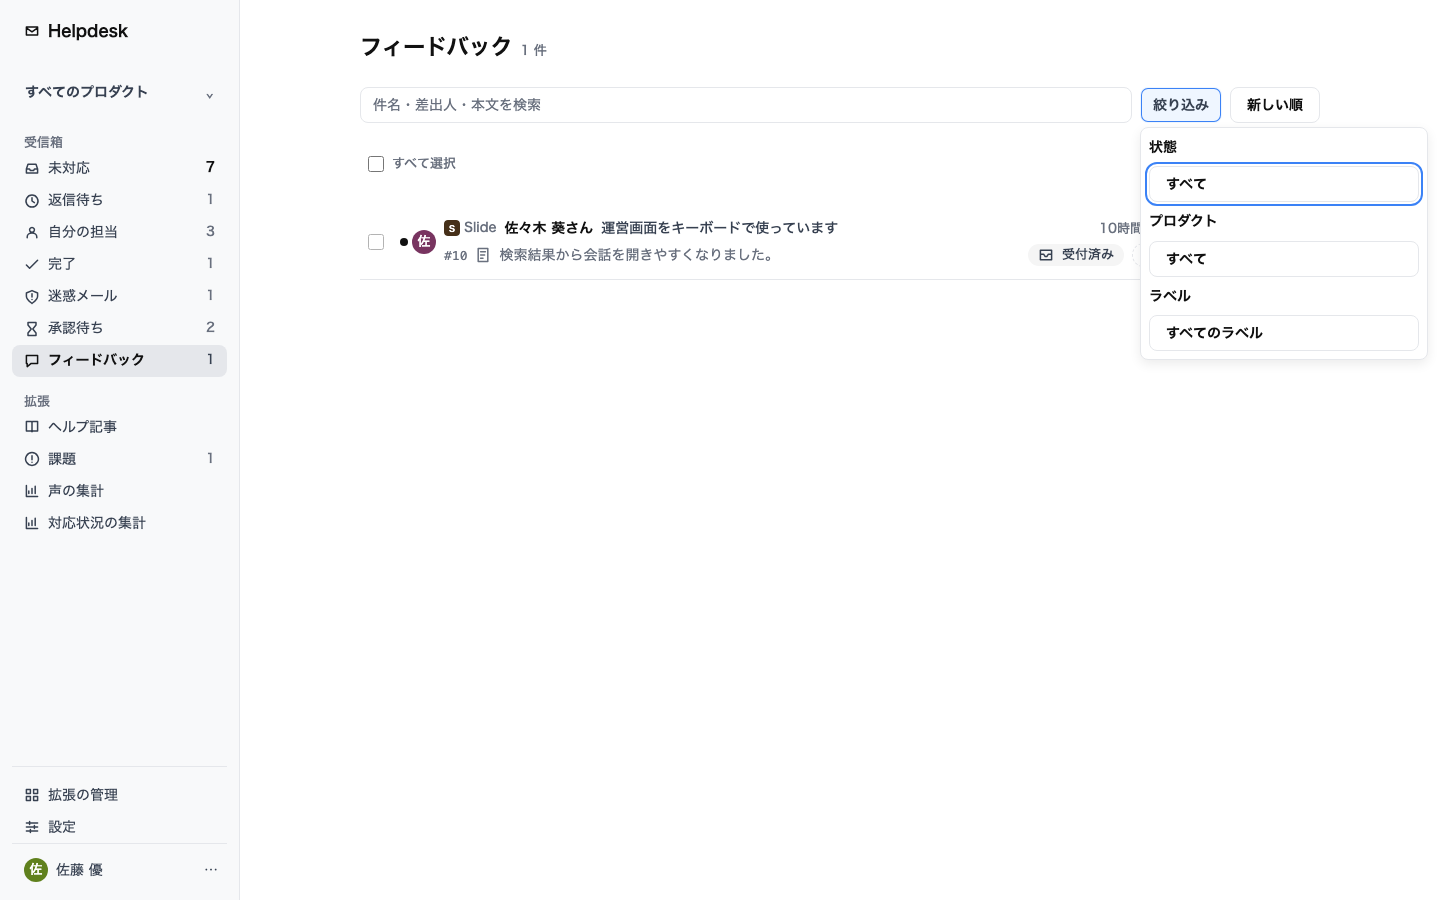 Helpdesk
すべてのプロダクト
受信箱
未対応 7
返信待ち 1
自分の担当 3
完了 1
迷惑メール 1
承認待ち 2
フィードバック 1
拡張
ヘルプ記事
課題 1
声の集計
対応状況の集計
拡張の管理
設定
佐 佐藤 優 …
フィードバック 1 件
件名・差出人・本文を検索 絞り込み 新しい順
すべて選択
佐 S Slide 佐々木 葵さん 運営画面をキーボードで使っています 10時間
#10 検索結果から会話を開きやすくなりました。 受付済み
状態
すべて
プロダクト
すべて
ラベル
すべてのラベル